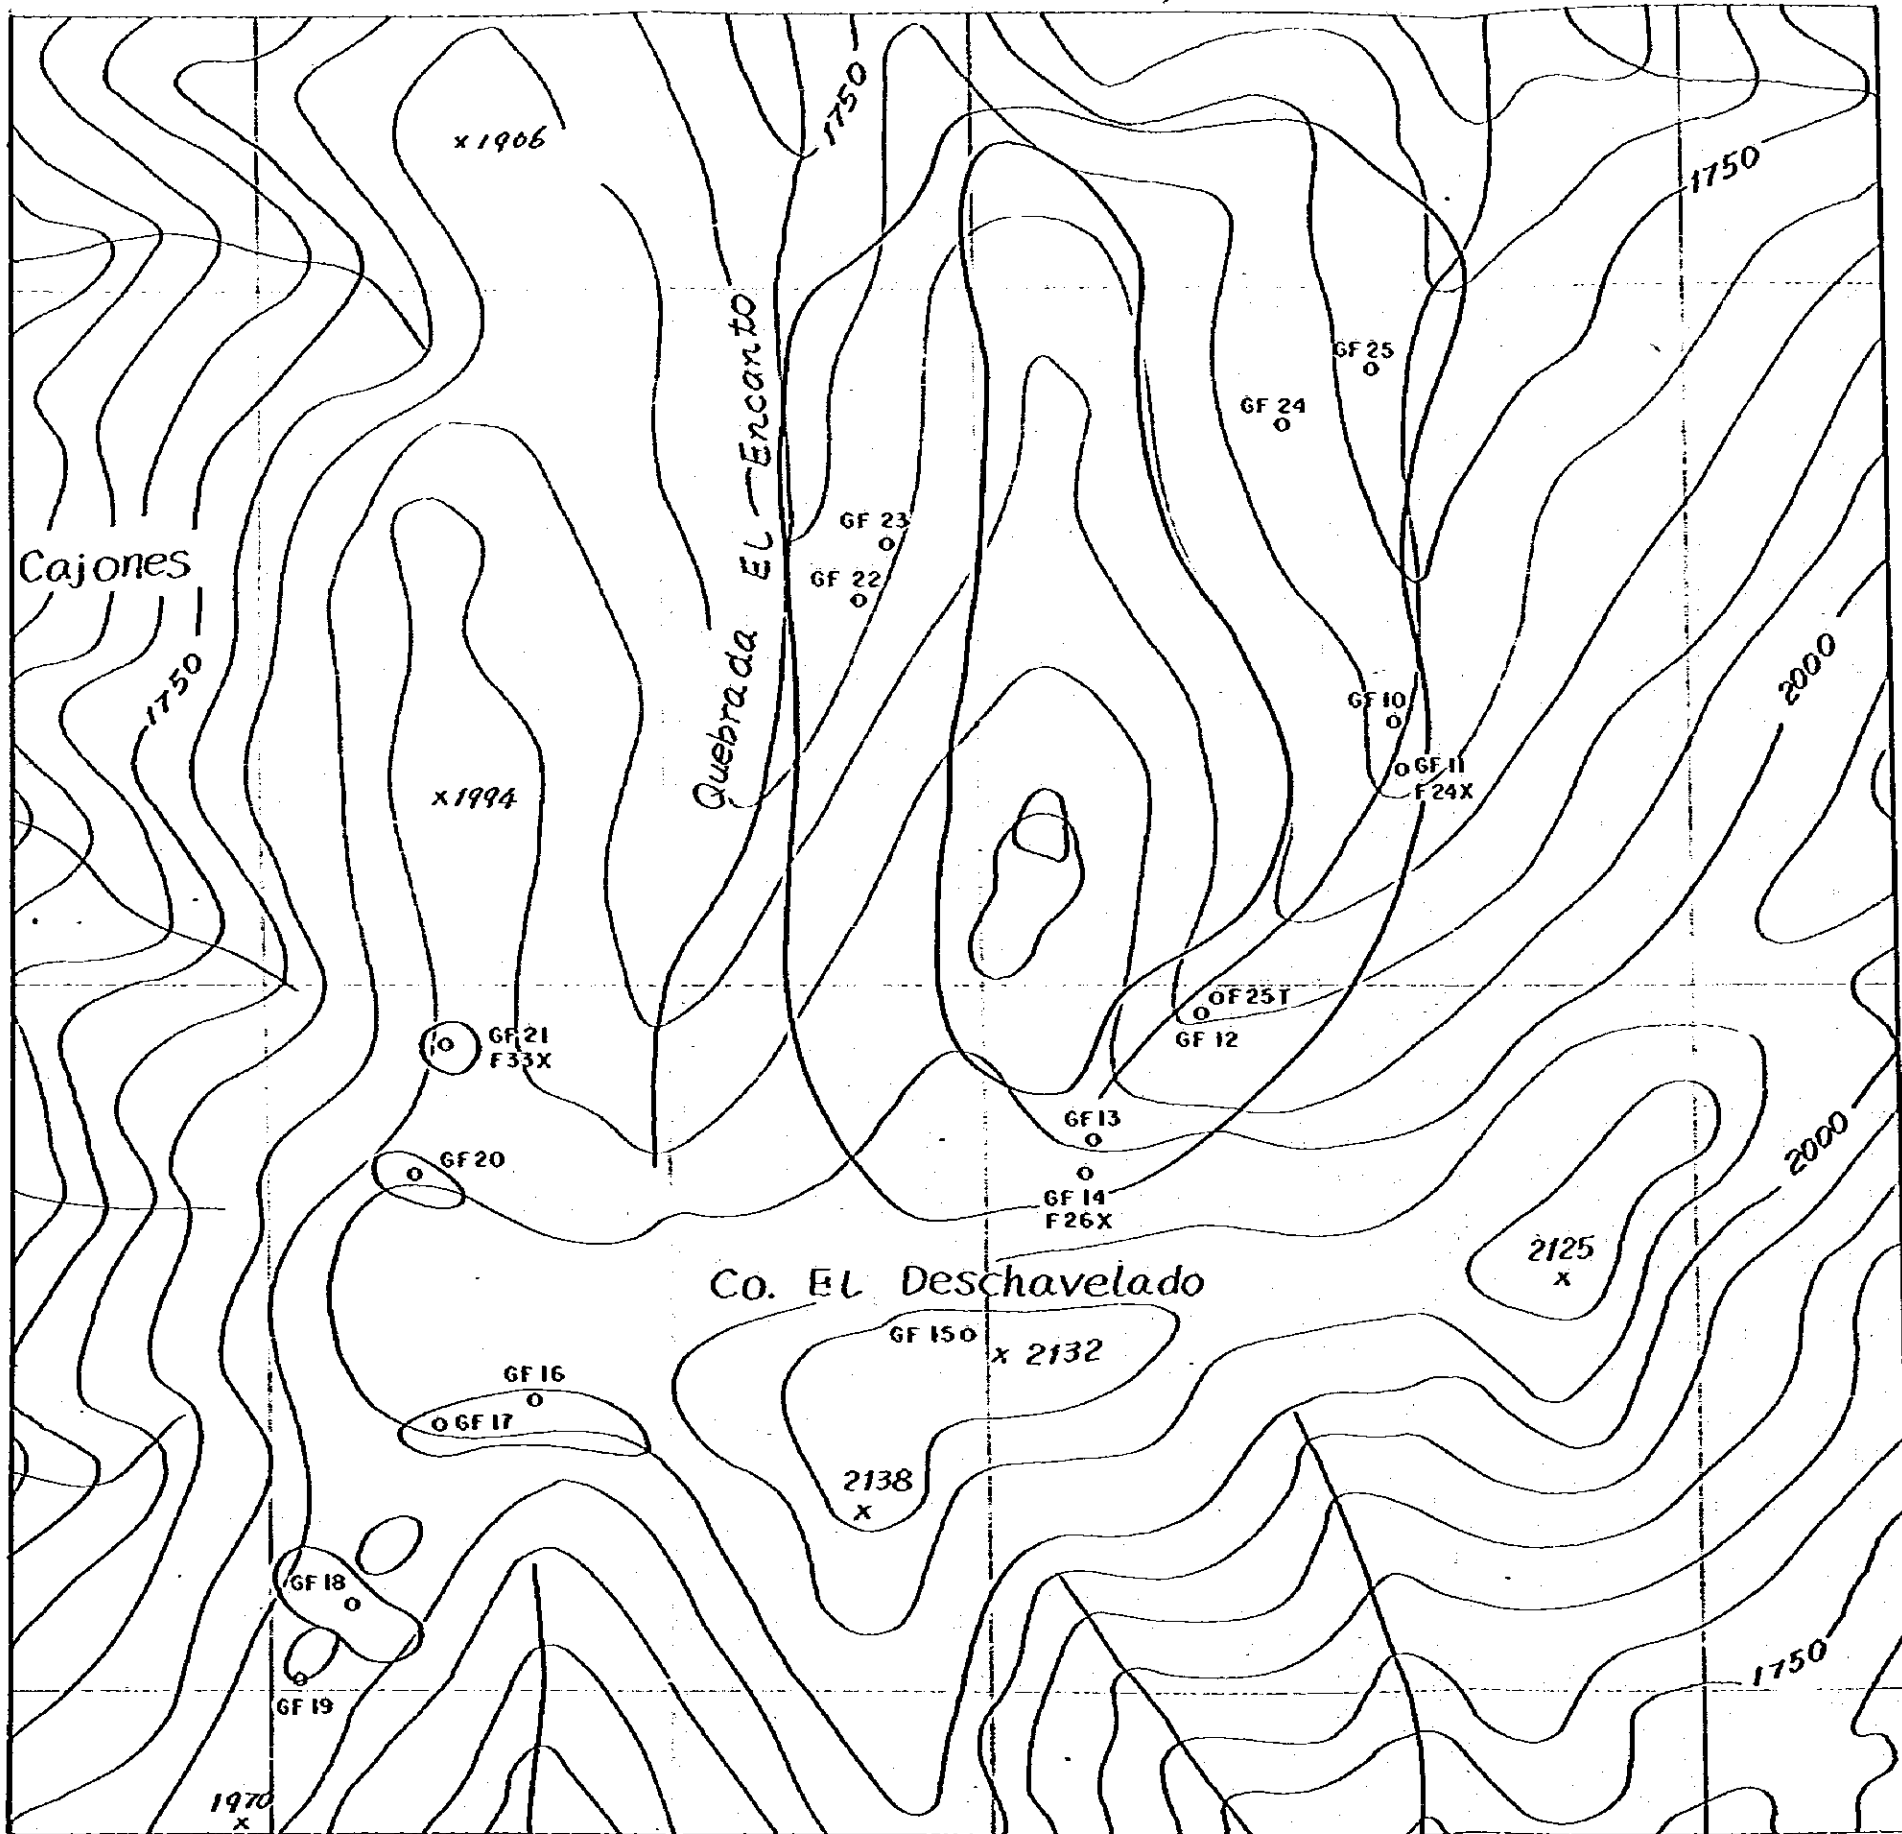 1750
x 1906
1750
Quebrada EL Encanto
GF 25
GF 24
GF 23
GF 22
Cajones
1750
2000
GF 10
GF 11
F 24X
x 1994
F 25T
GF 12
GF 21
F33X
GF 13
GF 14
F 26X
GF 20
2000
2125
x
Co. EL Deschavelado
GF 15
x 2132
GF 16
GF 17
2138
x
GF 18
GF 19
1750
1970
x